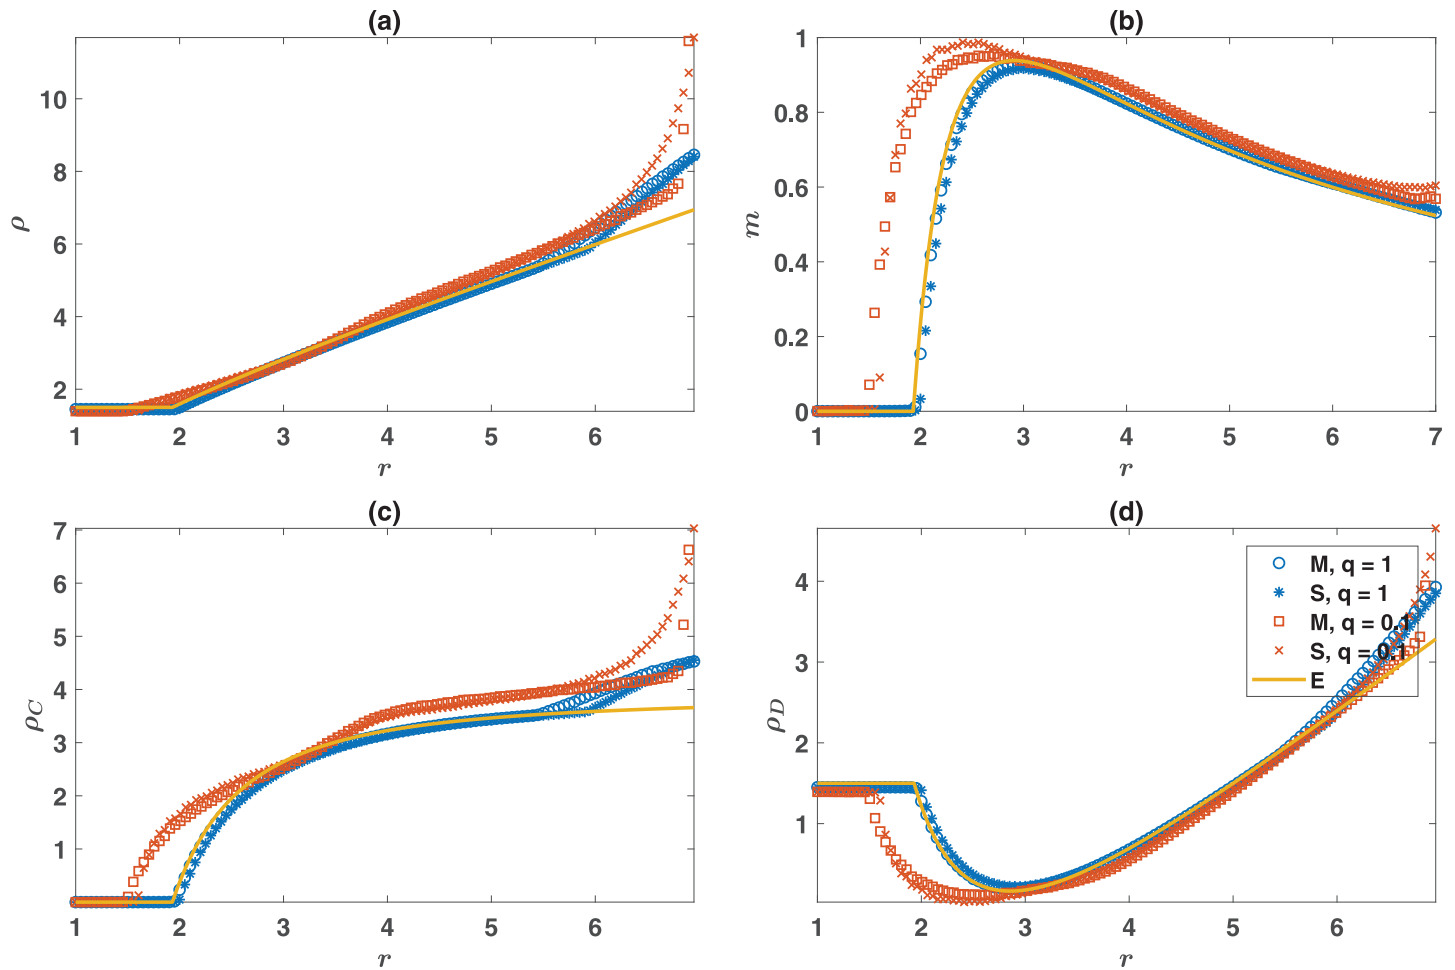 (a)
10
8
6
4
2
ρ
1 2 3 4 5 6
r
(b)
1
0.8
0.6
0.4
0.2
0
m
1 2 3 4 5 6 7
r
(c)
7
6
5
4
3
2
1
ρC
1 2 3 4 5 6
r
(d)
4
3
2
1
ρD
1 2 3 4 5 6
r
M, q = 1
S, q = 1
M, q = 0.1
S, q = 0.1
E